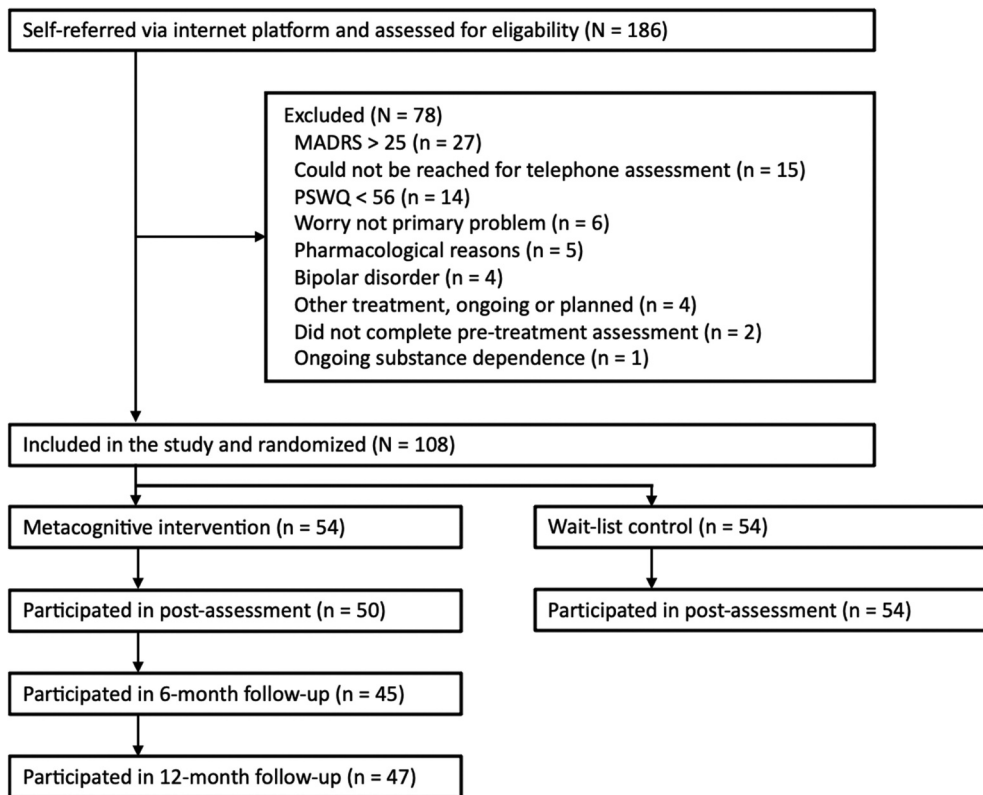 Self-referred via internet platform and assessed for eligability (N = 186)
Excluded (N = 78)
MADRS > 25 (n = 27)
Could not be reached for telephone assessment (n = 15)
PSWQ < 56 (n = 14)
Worry not primary problem (n = 6)
Pharmacological reasons (n = 5)
Bipolar disorder (n = 4)
Other treatment, ongoing or planned (n = 4)
Did not complete pre-treatment assessment (n = 2)
Ongoing substance dependence (n = 1)
Included in the study and randomized (N = 108)
Metacognitive intervention (n = 54)
Wait-list control (n = 54)
Participated in post-assessment (n = 50)
Participated in post-assessment (n = 54)
Participated in 6-month follow-up (n = 45)
Participated in 12-month follow-up (n = 47)